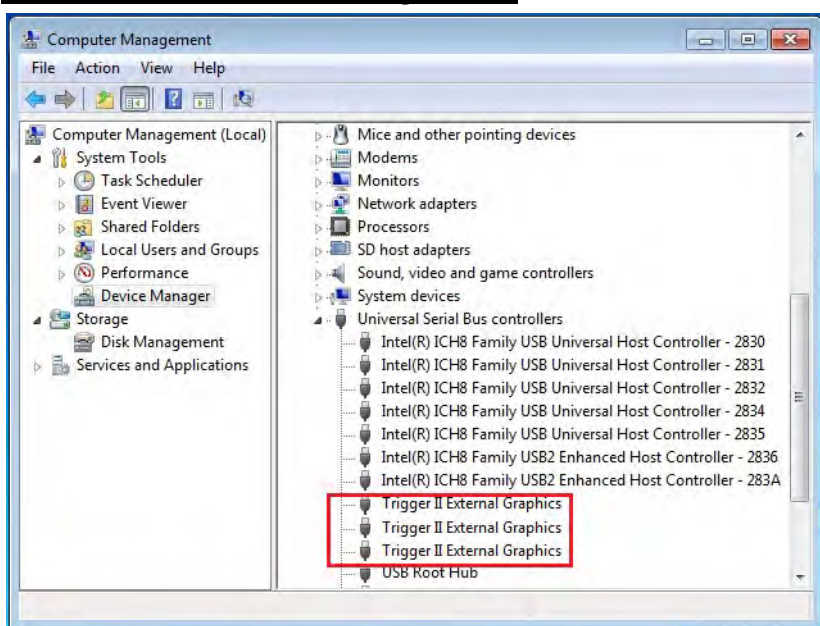 Computer Management
File Action View Help
Computer Management (Local)
System Tools
Task Scheduler
Event Viewer
Shared Folders
Local Users and Groups
Performance
Device Manager
Storage
Disk Management
Services and Applications
Mice and other pointing devices
Modems
Monitors
Network adapters
Processors
SD host adapters
Sound, video and game controllers
System devices
Universal Serial Bus controllers
Intel(R) ICH8 Family USB Universal Host Controller - 2830
Intel(R) ICH8 Family USB Universal Host Controller - 2831
Intel(R) ICH8 Family USB Universal Host Controller - 2832
Intel(R) ICH8 Family USB Universal Host Controller - 2834
Intel(R) ICH8 Family USB Universal Host Controller - 2835
Intel(R) ICH8 Family USB2 Enhanced Host Controller - 2836
Intel(R) ICH8 Family USB2 Enhanced Host Controller - 283A
Trigger II External Graphics
Trigger II External Graphics
Trigger II External Graphics
USB Root Hub